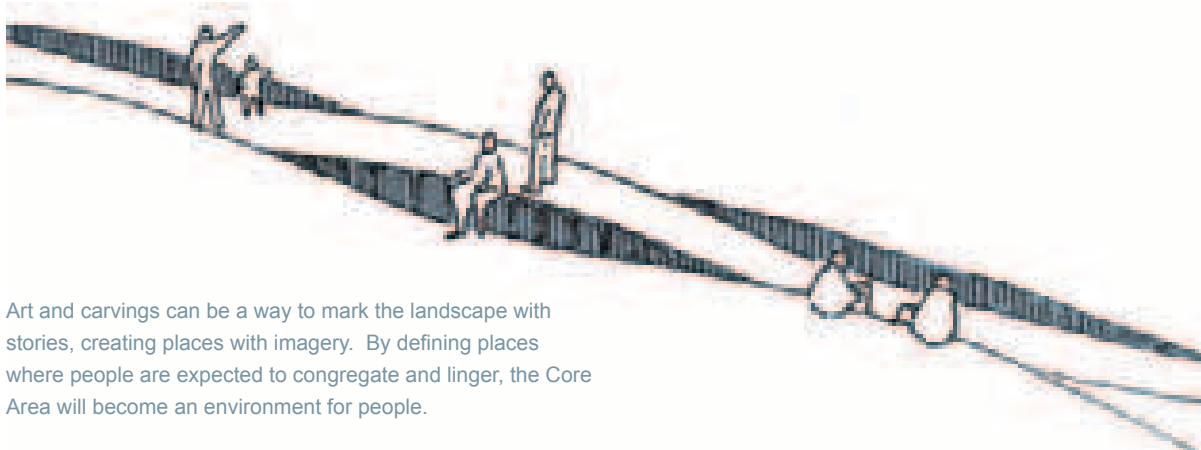 Art and carvings can be a way to mark the landscape with
stories, creating places with imagery.  By defining places
where people are expected to congregate and linger, the Core
Area will become an environment for people.